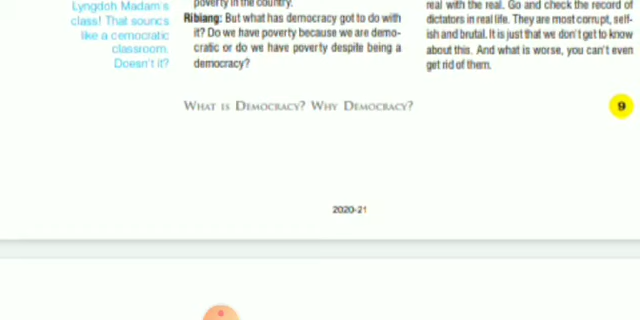 Lyngdoh Madam's
class! That sounds
like a democratic
classroom.
Doesn't it?
poverty in the country.
Ribiang: But what has democracy got to do with
it? Do we have poverty because we are demo-
cratic or do we have poverty despite being a
democracy?
real with the real. Go and check the record of
dictators in real life. They are most corrupt, self-
ish and brutal. It is just that we don't get to know
about this. And what is worse, you can't even
get rid of them.
WHAT IS DEMOCRACY? WHY DEMOCRACY?
9
2020-21